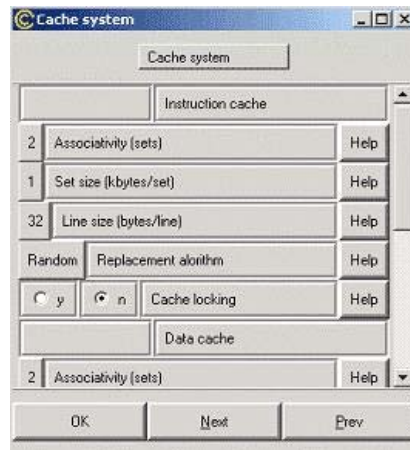 Cache system
Cache system
Instruction cache
2 Associativity (sets) Help
1 Set size (kbytes/set) Help
32 Line size (bytes/line) Help
Random Replacement alorithm Help
y n Cache locking Help
Data cache
2 Associativity (sets) Help
OK Next Prev